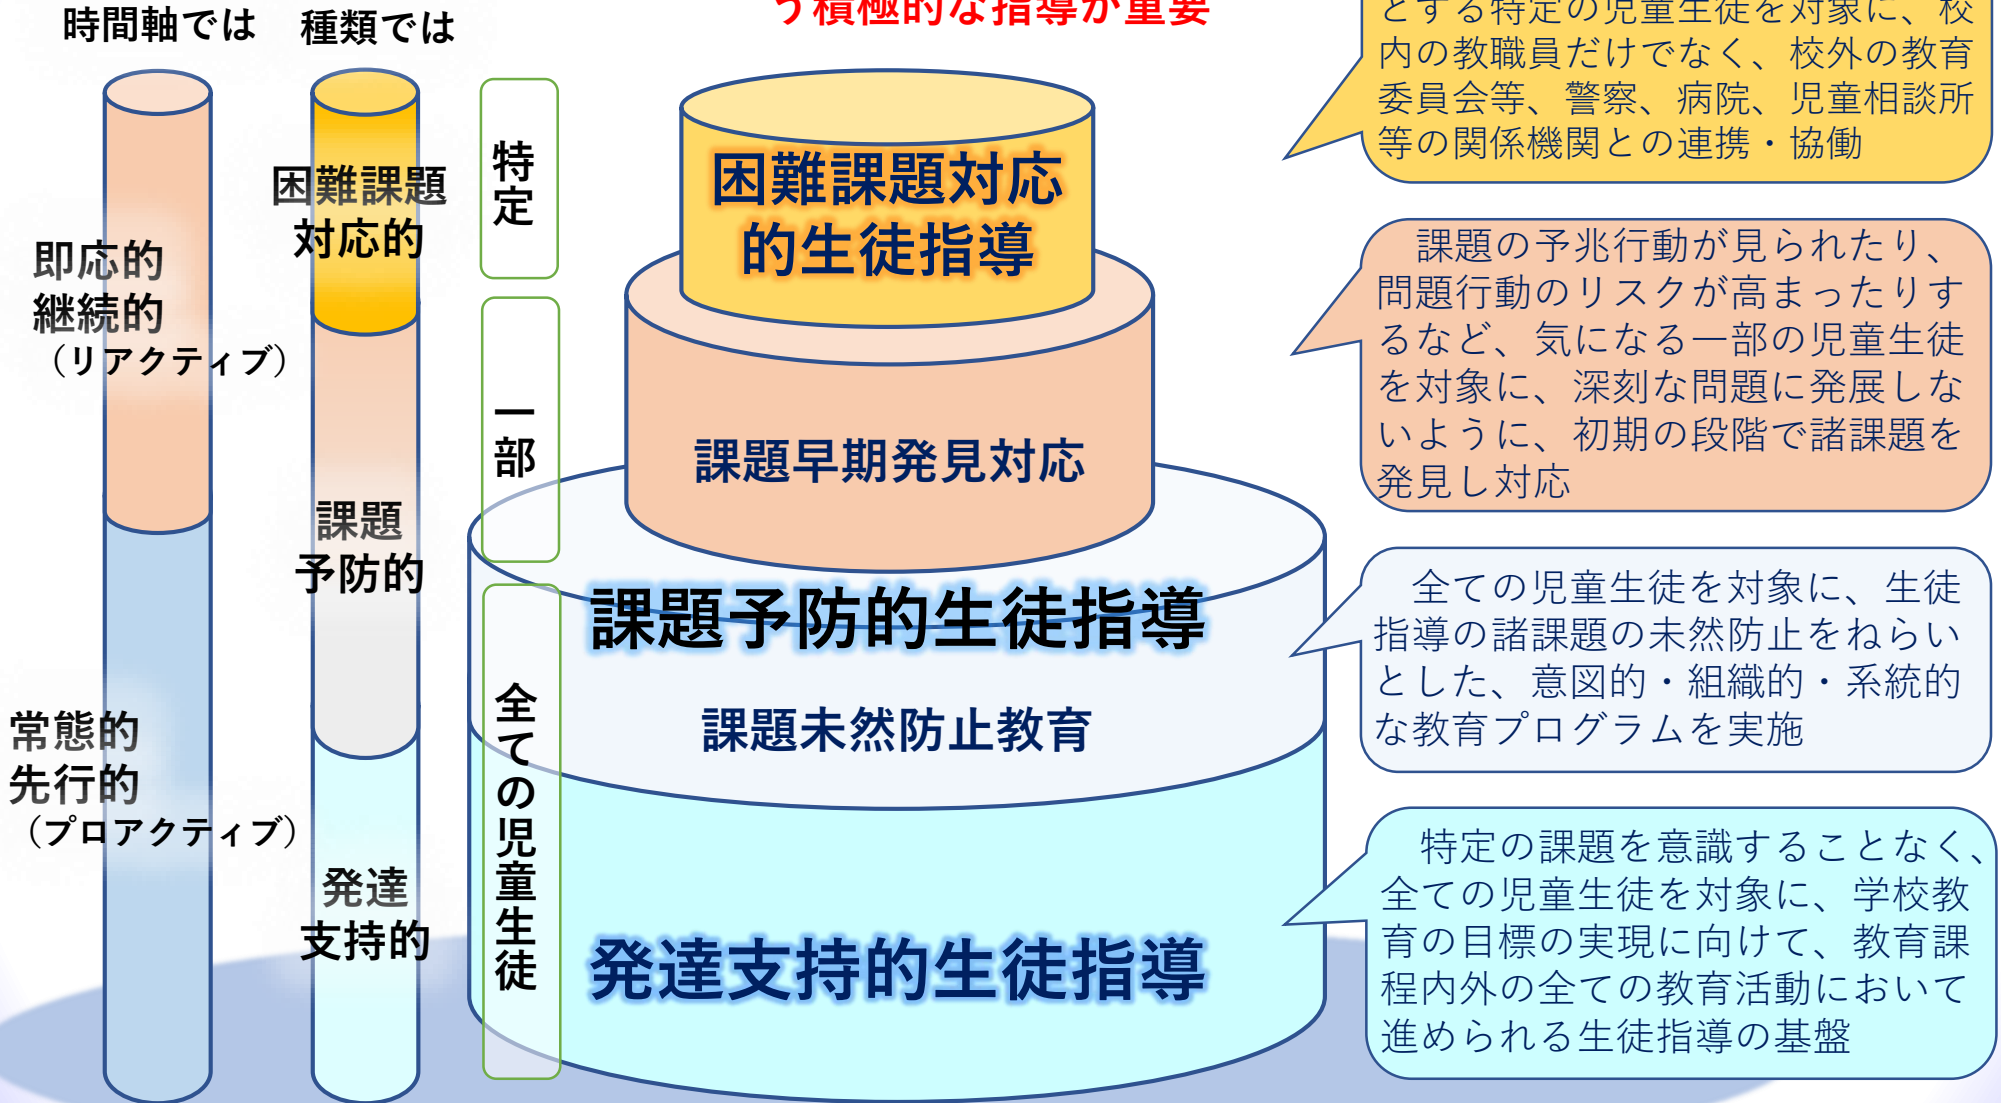 時間軸では
種類では
う積極的な指導が重要
即応的
継続的
（リアクティブ）
常態的
先行的
（プロアクティブ）
困難課題
対応的
課題
予防的
発達
支持的
特定
一部
全ての児童生徒
困難課題対応
的生徒指導
課題早期発見対応
課題予防的生徒指導
課題未然防止教育
発達支持的生徒指導
とする特定の児童生徒を対象に、校
内の教職員だけでなく、校外の教育
委員会等、警察、病院、児童相談所
等の関係機関との連携・協働
課題の予兆行動が見られたり、
問題行動のリスクが高まったりす
るなど、気になる一部の児童生徒
を対象に、深刻な問題に発展しな
いように、初期の段階で諸課題を
発見し対応
全ての児童生徒を対象に、生徒
指導の諸課題の未然防止をねらい
とした、意図的・組織的・系統的
な教育プログラムを実施
特定の課題を意識することなく、
全ての児童生徒を対象に、学校教
育の目標の実現に向けて、教育課
程内外の全ての教育活動において
進められる生徒指導の基盤